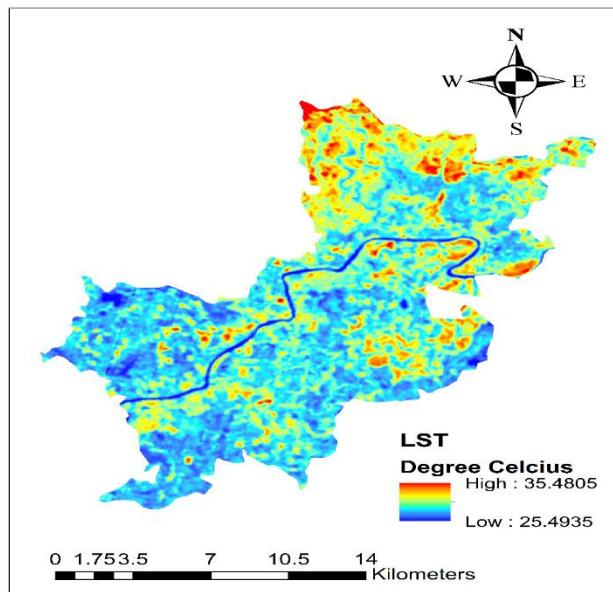 N
W E
S
LST
Degree Celcius
High : 35.4805
Low : 25.4935
0 1.753.5 7 10.5 14
Kilometers